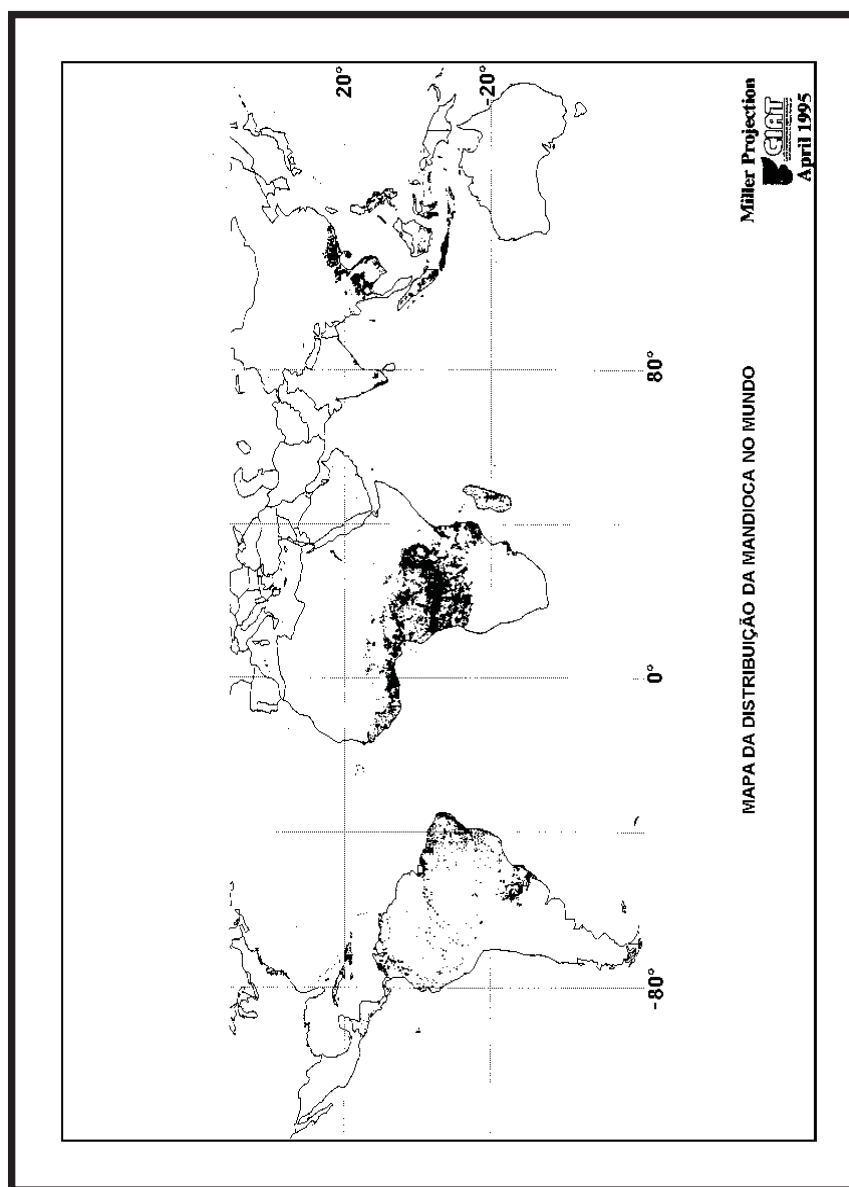 20°
-20°
80°
0°
-80°
Miller Projection
CIAT
April 1995
MAPA DA DISTRIBUIÇÃO DA MANDIOCA NO MUNDO